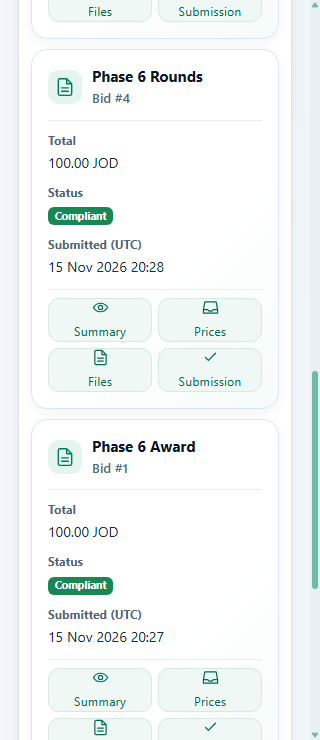 Files
Submission
Phase 6 Rounds
Bid #4
Total
100.00 JOD
Status
Compliant
Submitted (UTC)
15 Nov 2026 20:28
Summary
Prices
Files
Submission
Phase 6 Award
Bid #1
Total
100.00 JOD
Status
Compliant
Submitted (UTC)
15 Nov 2026 20:27
Summary
Prices